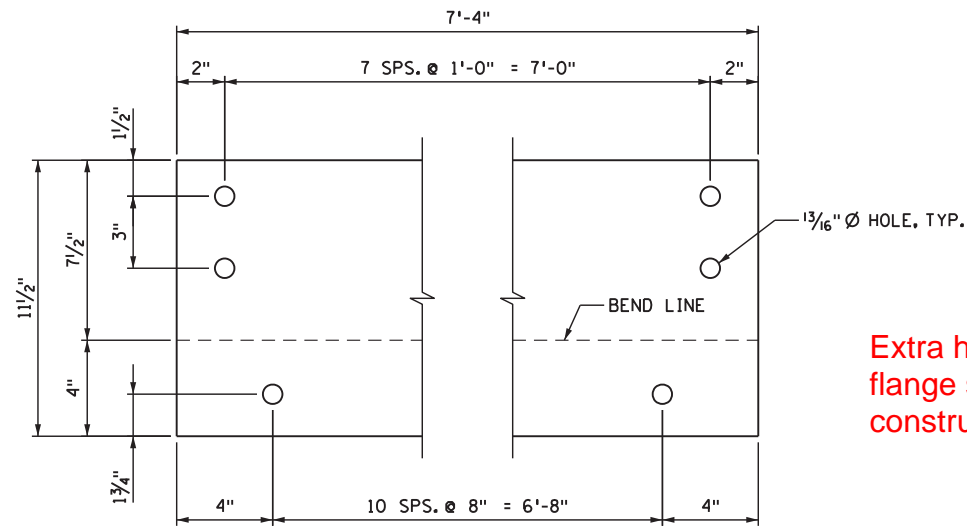 7'-4"
2"
7 SPS. @ 1'-0" = 7'-0"
2"
1½"
3"
7½"
11½"
4"
1¾"
13/16" Ø HOLE, TYP.
BEND LINE
Extra h
flange s
constru
4"
10 SPS. @ 8" = 6'-8"
4"